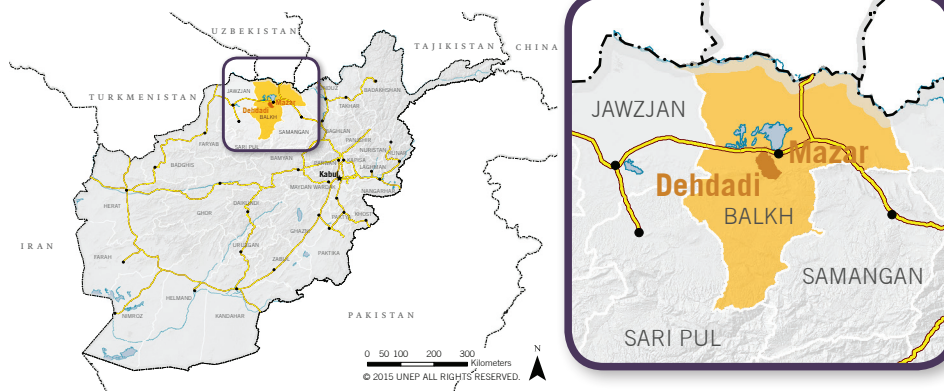 UZBEKISTAN
TAJIKISTAN
CHINA
TURKMENISTAN
JAWZJAN
Mazar
Dehdadi
BALKH
TAKHAR
BADAKHSHAN
SAMANGAN
BAGHLAN
FARYAB
SARI PUL
PANJSHIR
NURISTAN
BADGHIS
BAMYAN
KAPISA
LAGHMAN
Kabul
MAIDAN WARDAK
NANGARHAR
HERAT
GHOR
DAIKUNDI
PAKTYA
KHOST
GHAZNI
IRAN
URUZGAN
PAKTIKA
FARAH
ZABUL
HELMAND
NIMROZ
KANDAHAR
PAKISTAN
0 50 100 200 300
Kilometers
© 2015 UNEP ALL RIGHTS RESERVED.
N
JAWZJAN
Mazar
Dehdadi
BALKH
SAMANGAN
SARI PUL